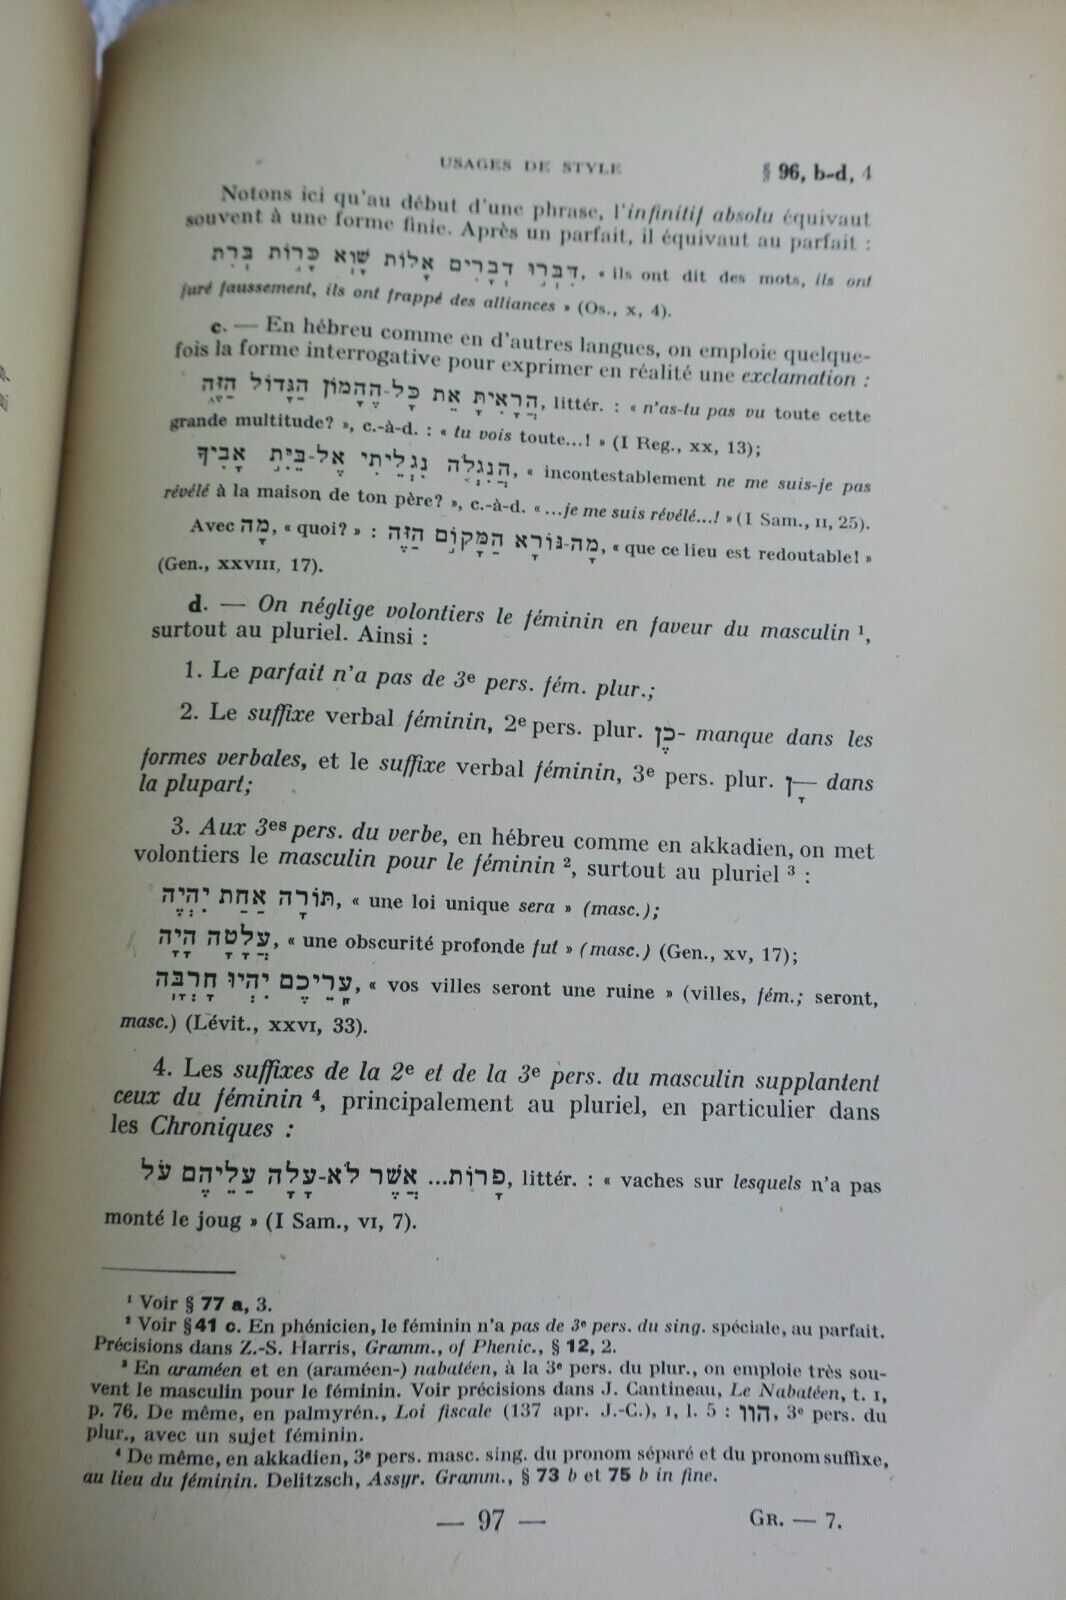 USAGES DE STYLE § 96, b-d, 4
Notons ici qu'au début d'une phrase, l'infinitif absolu équivaut
souvent à une forme finie. Après un parfait, il équivaut au parfait :
דִּבְּרוּ דְבָרִים אָלוֹת שָׁוְא כָּרֹות בְּרִת, « ils ont dit des mots, ils ont
juré faussement, ils ont frappé des alliances » (Os., x, 4).
c. — En hébreu comme en d'autres langues, on emploie quelque-
fois la forme interrogative pour exprimer en réalité une exclamation :
הֲרָאִיתָ אֵת כָּל-הֶהָמוֹן הַגָּדוֹל הַזֶּה, littér. : « n'as-tu pas vu toute cette
grande multitude? », c.-à-d. : « tu vois toute...! » (I Reg., xx, 13);
הֲנִגְלֹה נִגְלֵיתִי אֶל-בֵּית אָבִיךָ, « incontestablement ne me suis-je pas
révélé à la maison de ton père? », c.-à-d. « ...je me suis révélé...! » (I Sam., II, 25).
Avec מָה, « quoi? » : מָה-נּוֹרָא הַמָּקוֹם הַזֶּה, « que ce lieu est redoutable! »
(Gen., XXVIII, 17).
d. — On néglige volontiers le féminin en faveur du masculin ¹,
surtout au pluriel. Ainsi :
1. Le parfait n'a pas de 3e pers. fém. plur.;
2. Le suffixe verbal féminin, 2e pers. plur. כֶן- manque dans les
formes verbales, et le suffixe verbal féminin, 3e pers. plur. ָ—ן dans
la plupart;
3. Aux 3es pers. du verbe, en hébreu comme en akkadien, on met
volontiers le masculin pour le féminin ², surtout au pluriel ³ :
תּוֹרָה אַחַת יִהְיֶה, « une loi unique sera » (masc.);
עֲלָטָה הָיָה, « une obscurité profonde fut » (masc.) (Gen., xv, 17);
עָרֵיכֶם יִהְיוּ חָרְבָּה, « vos villes seront une ruine » (villes, fém.; seront,
masc.) (Lévit., XXVI, 33).
4. Les suffixes de la 2e et de la 3e pers. du masculin supplantent
ceux du féminin ⁴, principalement au pluriel, en particulier dans
les Chroniques :
פָרוֹת... אֲשֶׁר לֹא-עָלָה עֲלֵיהֶם עֹל, littér. : « vaches sur lesquels n'a pas
monté le joug » (I Sam., VI, 7).
¹ Voir § 77 a, 3.
² Voir § 41 c. En phénicien, le féminin n'a pas de 3e pers. du sing. spéciale, au parfait.
Précisions dans Z.-S. Harris, Gramm., of Phenic., § 12, 2.
³ En araméen et en (araméen-) nabatéen, à la 3e pers. du plur., on emploie très sou-
vent le masculin pour le féminin. Voir précisions dans J. Cantineau, Le Nabatéen, t. I,
p. 76. De même, en palmyrén., Loi fiscale (137 apr. J.-C.), I, l. 5 : הוו, 3e pers. du
plur., avec un sujet féminin.
⁴ De même, en akkadien, 3e pers. masc. sing. du pronom séparé et du pronom suffixe,
au lieu du féminin. Delitzsch, Assyr. Gramm., § 73 b et 75 b in fine.
— 97 — GR. — 7.